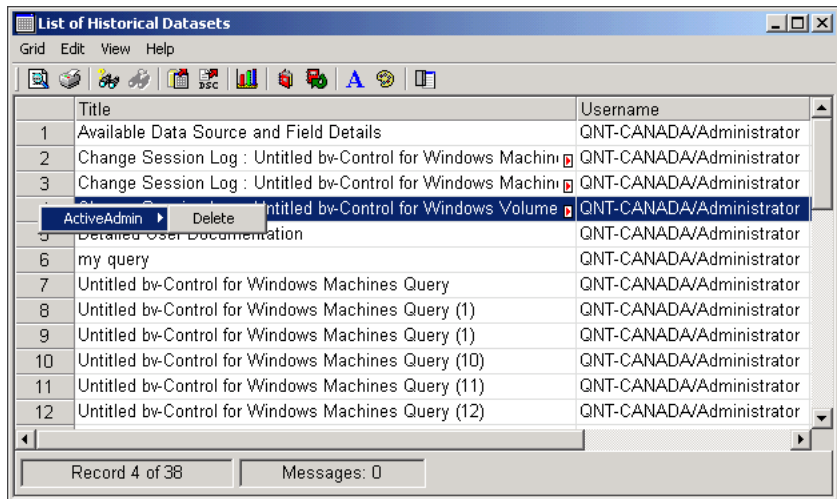 List of Historical Datasets
Grid Edit View Help
DSC A
Title Username
1 Available Data Source and Field Details QNT-CANADA/Administrator
2 Change Session Log : Untitled bv-Control for Windows Machin QNT-CANADA/Administrator
3 Change Session Log : Untitled bv-Control for Windows Machin QNT-CANADA/Administrator
Untitled bv-Control for Windows Volume QNT-CANADA/Administrator
ActiveAdmin Delete
5 Detailed User Documentation QNT-CANADA/Administrator
6 my query QNT-CANADA/Administrator
7 Untitled bv-Control for Windows Machines Query QNT-CANADA/Administrator
8 Untitled bv-Control for Windows Machines Query (1) QNT-CANADA/Administrator
9 Untitled bv-Control for Windows Machines Query (1) QNT-CANADA/Administrator
10 Untitled bv-Control for Windows Machines Query (10) QNT-CANADA/Administrator
11 Untitled bv-Control for Windows Machines Query (11) QNT-CANADA/Administrator
12 Untitled bv-Control for Windows Machines Query (12) QNT-CANADA/Administrator
Record 4 of 38 Messages: 0